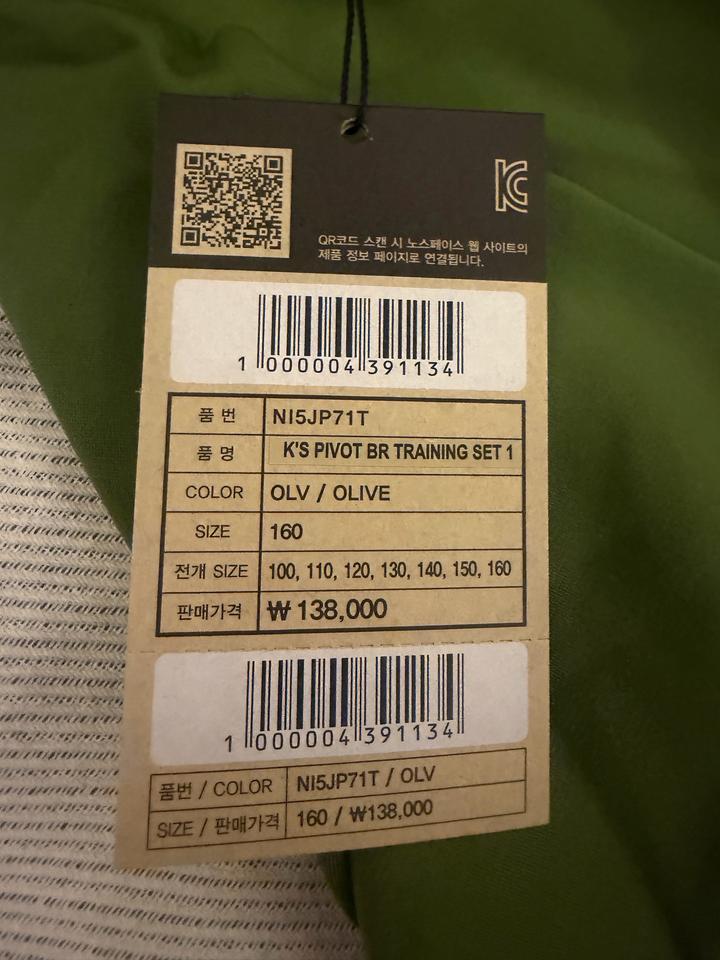 KC
QR코드 스캔 시 노스페이스 웹 사이트의
제품 정보 페이지로 연결됩니다.
1 000004 391134
품 번 NI5JP71T
품 명 K'S PIVOT BR TRAINING SET 1
COLOR OLV / OLIVE
SIZE 160
전개 SIZE 100, 110, 120, 130, 140, 150, 160
판매가격 ₩ 138,000
1 000004 391134
품번 / COLOR NI5JP71T / OLV
SIZE / 판매가격 160 / ₩138,000